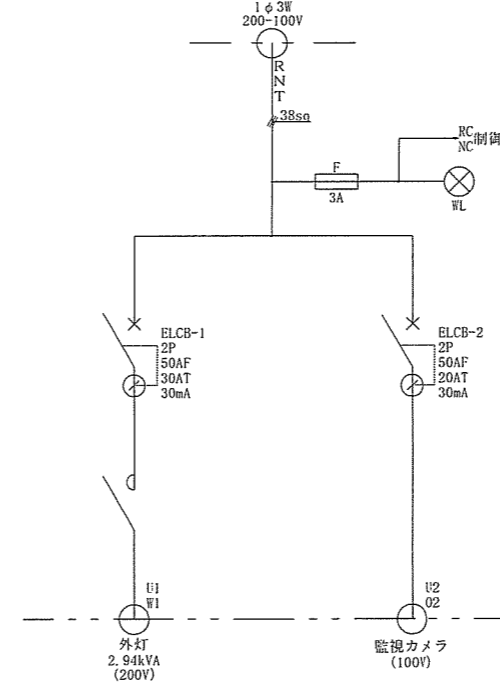 1φ3W
200-100V
R
N
T
38sq
RC
NC
制御
F
3A
WL
ELCB-1
2P
50AF
30AT
30mA
ELCB-2
2P
50AF
20AT
30mA
U1
W1
U2
O2
外灯
2.94kVA
(200V)
監視カメラ
(100V)